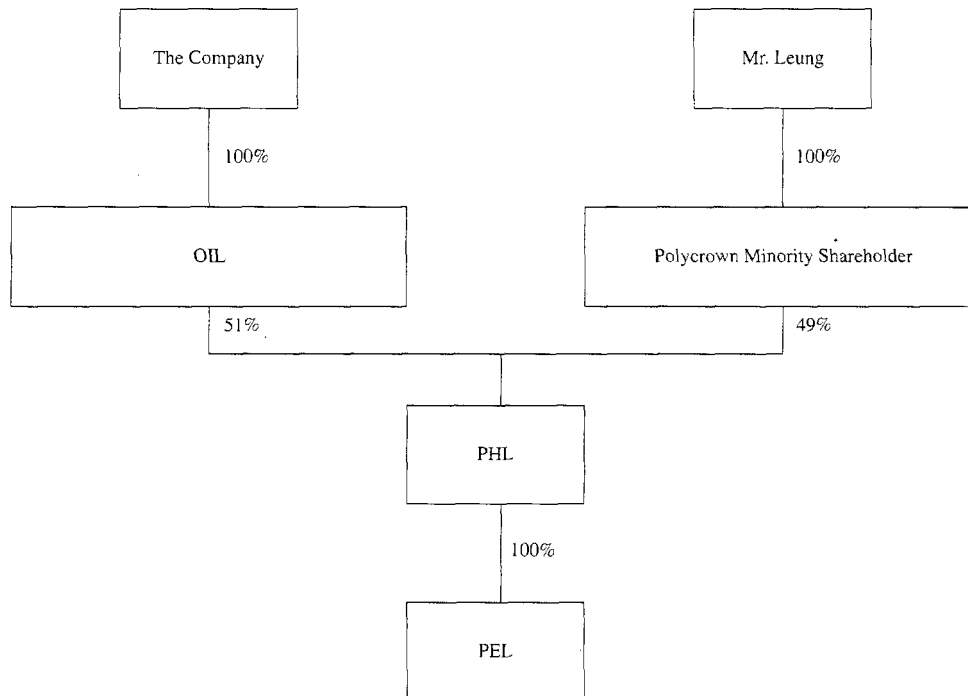 The Company
Mr. Leung
100%
100%
OIL
Polycrown Minority Shareholder
51%
49%
PHL
100%
PEL